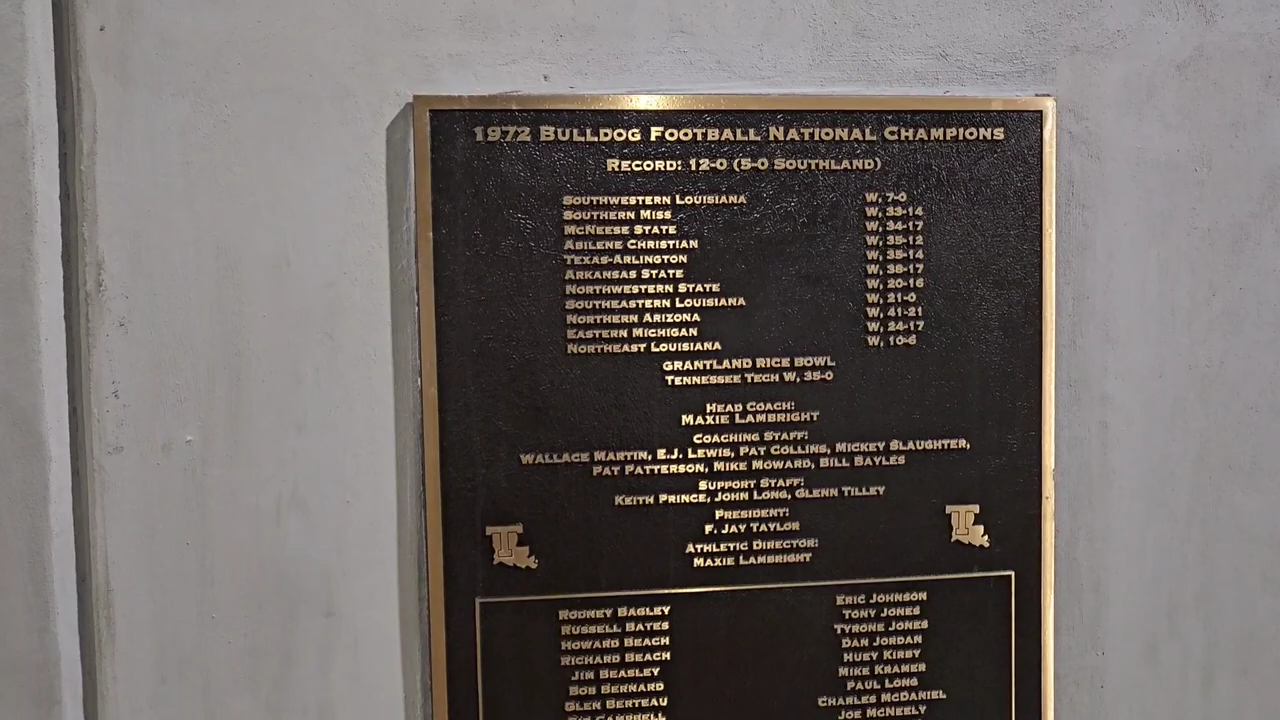 1972 BULLDOG FOOTBALL NATIONAL CHAMPIONS
RECORD: 12-0 (5-0 SOUTHLAND)
SOUTHWESTERN LOUISIANA W, 7-0
SOUTHERN MISS W, 33-14
MCNEESE STATE W, 34-17
ABILENE CHRISTIAN W, 35-12
TEXAS-ARLINGTON W, 35-14
ARKANSAS STATE W, 38-17
NORTHWESTERN STATE W, 20-16
SOUTHEASTERN LOUISIANA W, 21-0
NORTHERN ARIZONA W, 41-21
EASTERN MICHIGAN W, 24-17
NORTHEAST LOUISIANA W, 10-6
GRANTLAND RICE BOWL
TENNESSEE TECH W, 35-0
HEAD COACH:
MAXIE LAMBRIGHT
COACHING STAFF:
WALLACE MARTIN, E.J. LEWIS, PAT COLLINS, MICKEY SLAUGHTER,
PAT PATTERSON, MIKE MOWARD, BILL BAYLES
SUPPORT STAFF:
KEITH PRINCE, JOHN LONG, GLENN TILLEY
PRESIDENT:
F. JAY TAYLOR
ATHLETIC DIRECTOR:
MAXIE LAMBRIGHT
RODNEY BAGLEY
RUSSELL BATES
HOWARD BEACH
RICHARD BEACH
JIM BEASLEY
BOB BERNARD
GLEN BERTEAU
CAMPBELL
ERIC JOHNSON
TONY JONES
TYRONE JONES
DAN JORDAN
HUEY KIRBY
MIKE KRAMER
PAUL LONG
CHARLES MCDANIEL
JOE MCNEELY